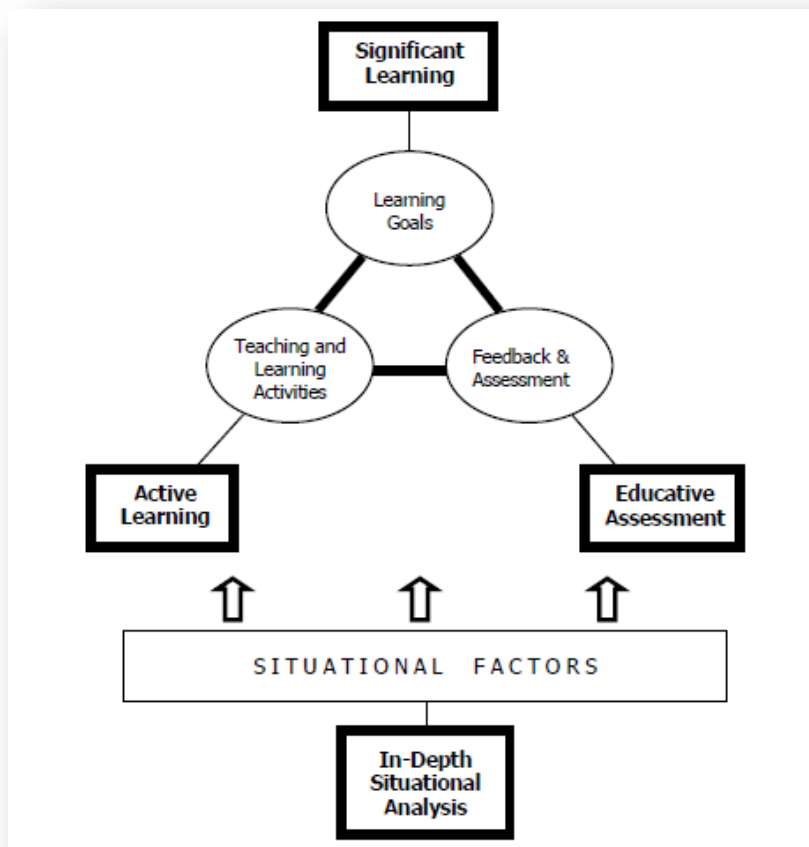 Significant
Learning
Learning
Goals
Teaching and
Learning
Activities
Feedback &
Assessment
Active
Learning
Educative
Assessment
SITUATIONAL FACTORS
In-Depth
Situational
Analysis